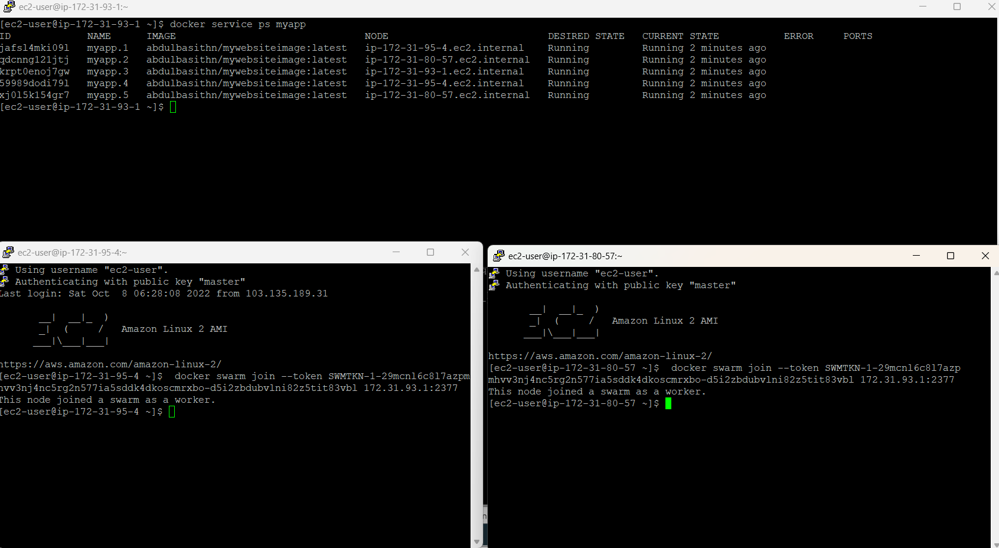 ec2-user@ip-172-31-93-1:~
[ec2-user@ip-172-31-93-1 ~]$ docker service ps myapp
ID NAME IMAGE NODE DESIRED STATE CURRENT STATE ERROR PORTS
jafsl4mki09l myapp.1 abdulbasithn/mywebsiteimage:latest ip-172-31-95-4.ec2.internal Running Running 2 minutes ago
qdcnng121jtj myapp.2 abdulbasithn/mywebsiteimage:latest ip-172-31-80-57.ec2.internal Running Running 2 minutes ago
krpt0enoj7gw myapp.3 abdulbasithn/mywebsiteimage:latest ip-172-31-93-1.ec2.internal Running Running 2 minutes ago
59989dodi79l myapp.4 abdulbasithn/mywebsiteimage:latest ip-172-31-95-4.ec2.internal Running Running 2 minutes ago
xj0l5k154gr7 myapp.5 abdulbasithn/mywebsiteimage:latest ip-172-31-80-57.ec2.internal Running Running 2 minutes ago
[ec2-user@ip-172-31-93-1 ~]$
ec2-user@ip-172-31-95-4:~
Using username "ec2-user".
Authenticating with public key "master"
Last login: Sat Oct  8 06:28:08 2022 from 103.135.189.31
__|  __|_  )
_|  (     /   Amazon Linux 2 AMI
___|\___|___|
https://aws.amazon.com/amazon-linux-2/
[ec2-user@ip-172-31-95-4 ~]$  docker swarm join --token SWMTKN-1-29mcnl6c8l7azpm
hvv3nj4nc5rg2n577ia5sddk4dkoscmrxbo-d5i2zbdubvlni82z5tit83vbl 172.31.93.1:2377
This node joined a swarm as a worker.
[ec2-user@ip-172-31-95-4 ~]$
ec2-user@ip-172-31-80-57:~
Using username "ec2-user".
Authenticating with public key "master"
__|  __|_  )
_|  (     /   Amazon Linux 2 AMI
___|\___|___|
https://aws.amazon.com/amazon-linux-2/
[ec2-user@ip-172-31-80-57 ~]$  docker swarm join --token SWMTKN-1-29mcnl6c8l7azp
mhvv3nj4nc5rg2n577ia5sddk4dkoscmrxbo-d5i2zbdubvlni82z5tit83vbl 172.31.93.1:2377
This node joined a swarm as a worker.
[ec2-user@ip-172-31-80-57 ~]$